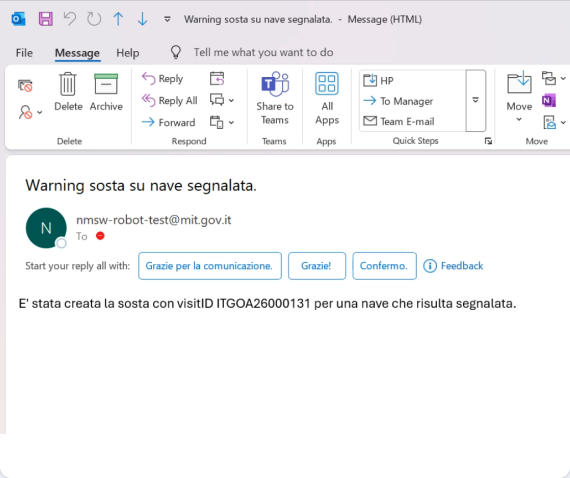 Warning sosta su nave segnalata. - Message (HTML)
File Message Help Tell me what you want to do
Delete Archive
Reply
Reply All
Forward
Share to Teams
All Apps
HP
To Manager
Team E-mail
Move
Delete Respond Teams Apps Quick Steps Move
Warning sosta su nave segnalata.
N
nmsw-robot-test@mit.gov.it
To
Start your reply all with: Grazie per la comunicazione. Grazie! Confermo. Feedback
E' stata creata la sosta con visitID ITGOA26000131 per una nave che risulta segnalata.